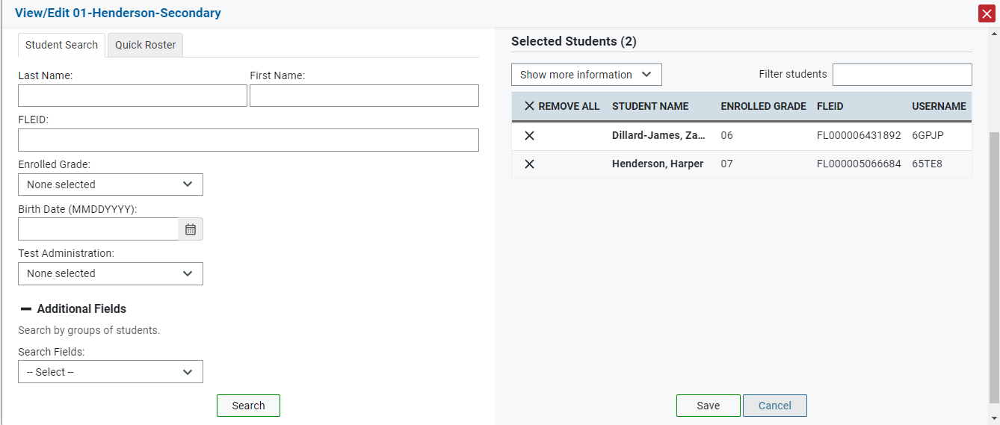 View/Edit 01-Henderson-Secondary
Student Search
Quick Roster
Last Name:
First Name:
FLEID:
Enrolled Grade:
None selected
Birth Date (MMDDYYYY):
Test Administration:
None selected
Additional Fields
Search by groups of students.
Search Fields:
-- Select --
Search
Selected Students (2)
Show more information
Filter students
REMOVE ALL STUDENT NAME ENROLLED GRADE FLEID USERNAME
Dillard-James, Za... 06 FL000006431892 6GPJP
Henderson, Harper 07 FL000005066684 65TE8
Save
Cancel